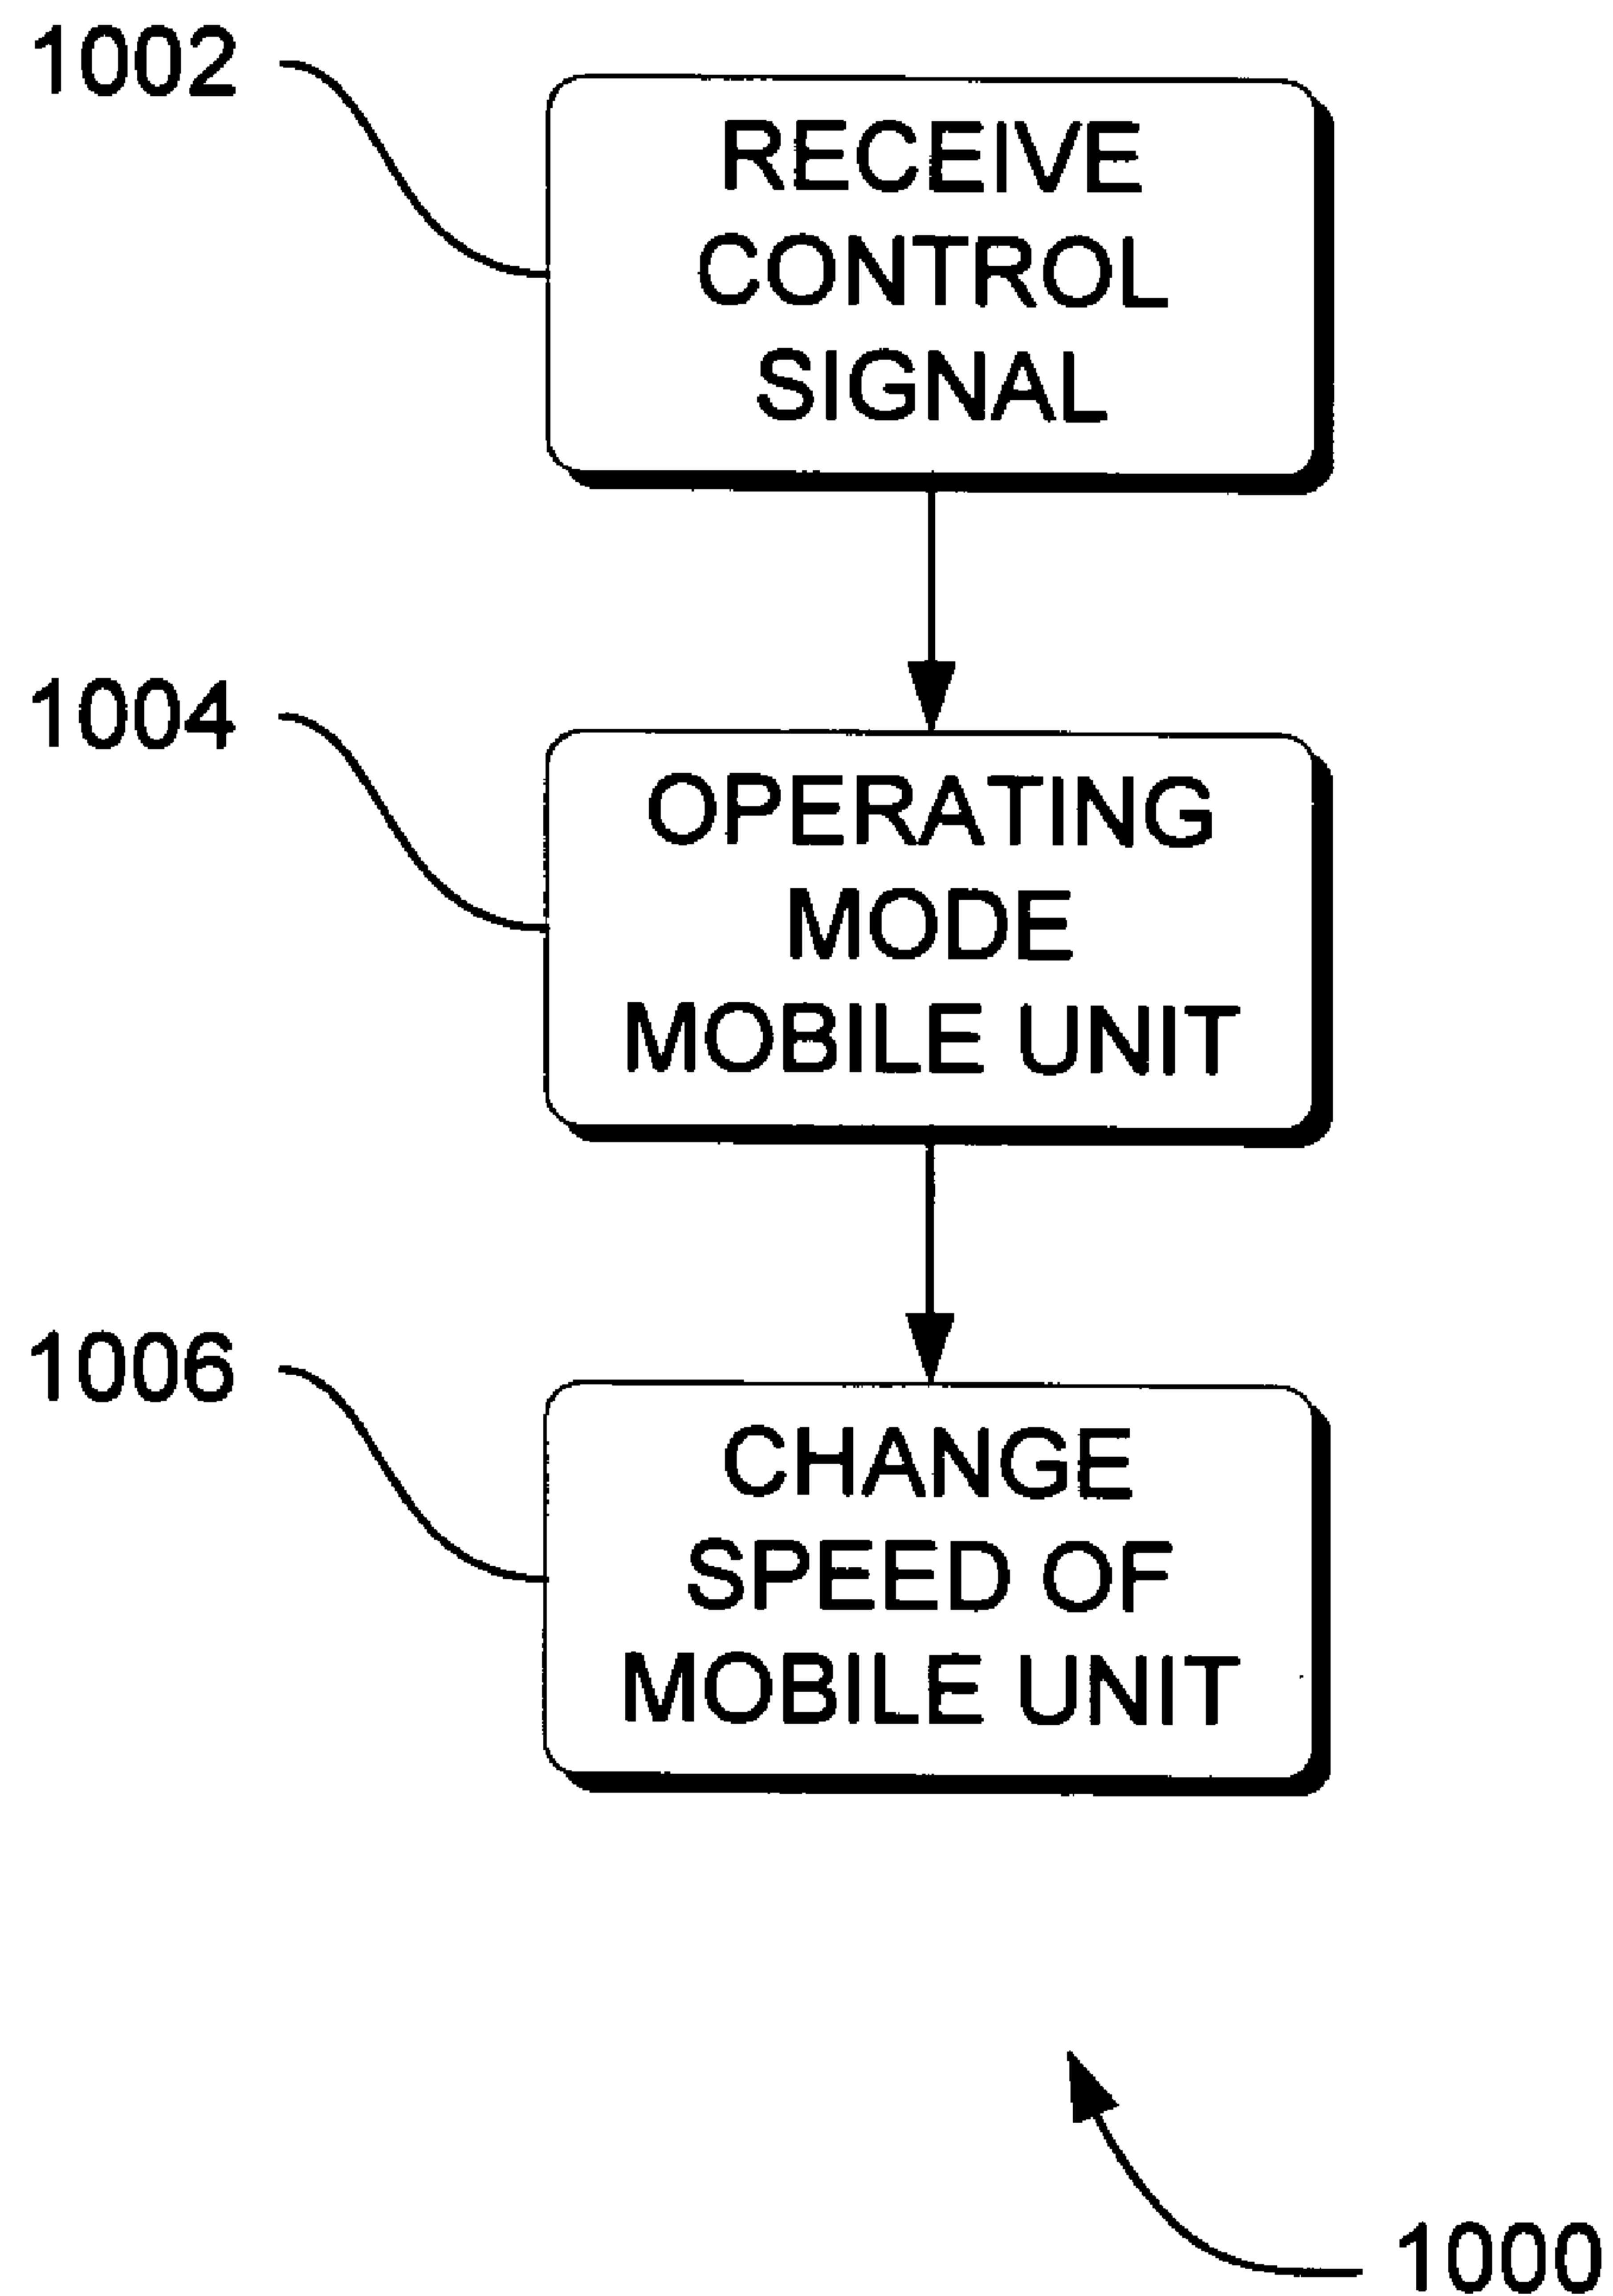 1002
RECEIVE
CONTROL
SIGNAL
1004
OPERATING
MODE
MOBILE UNIT
1006
CHANGE
SPEED OF
MOBILE UNIT
1000